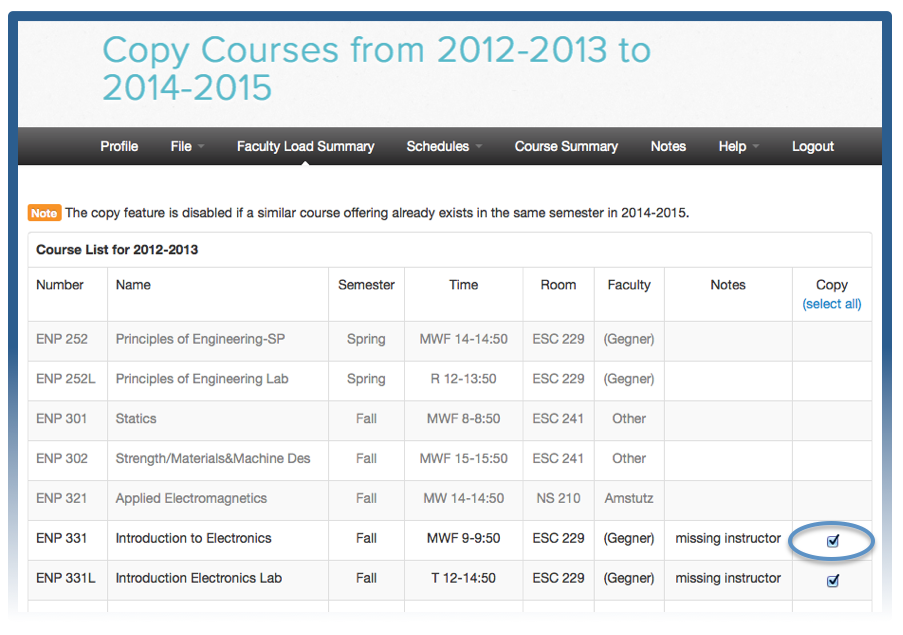 Copy Courses from 2012-2013 to
2014-2015
Profile File Faculty Load Summary Schedules Course Summary Notes Help Logout
Note The copy feature is disabled if a similar course offering already exists in the same semester in 2014-2015.
Course List for 2012-2013
Number Name Semester Time Room Faculty Notes Copy
(select all)
ENP 252 Principles of Engineering-SP Spring MWF 14-14:50 ESC 229 (Gegner)
ENP 252L Principles of Engineering Lab Spring R 12-13:50 ESC 229 (Gegner)
ENP 301 Statics Fall MWF 8-8:50 ESC 241 Other
ENP 302 Strength/Materials&Machine Des Fall MWF 15-15:50 ESC 241 Other
ENP 321 Applied Electromagnetics Fall MW 14-14:50 NS 210 Amstutz
ENP 331 Introduction to Electronics Fall MWF 9-9:50 ESC 229 (Gegner) missing instructor
ENP 331L Introduction Electronics Lab Fall T 12-14:50 ESC 229 (Gegner) missing instructor